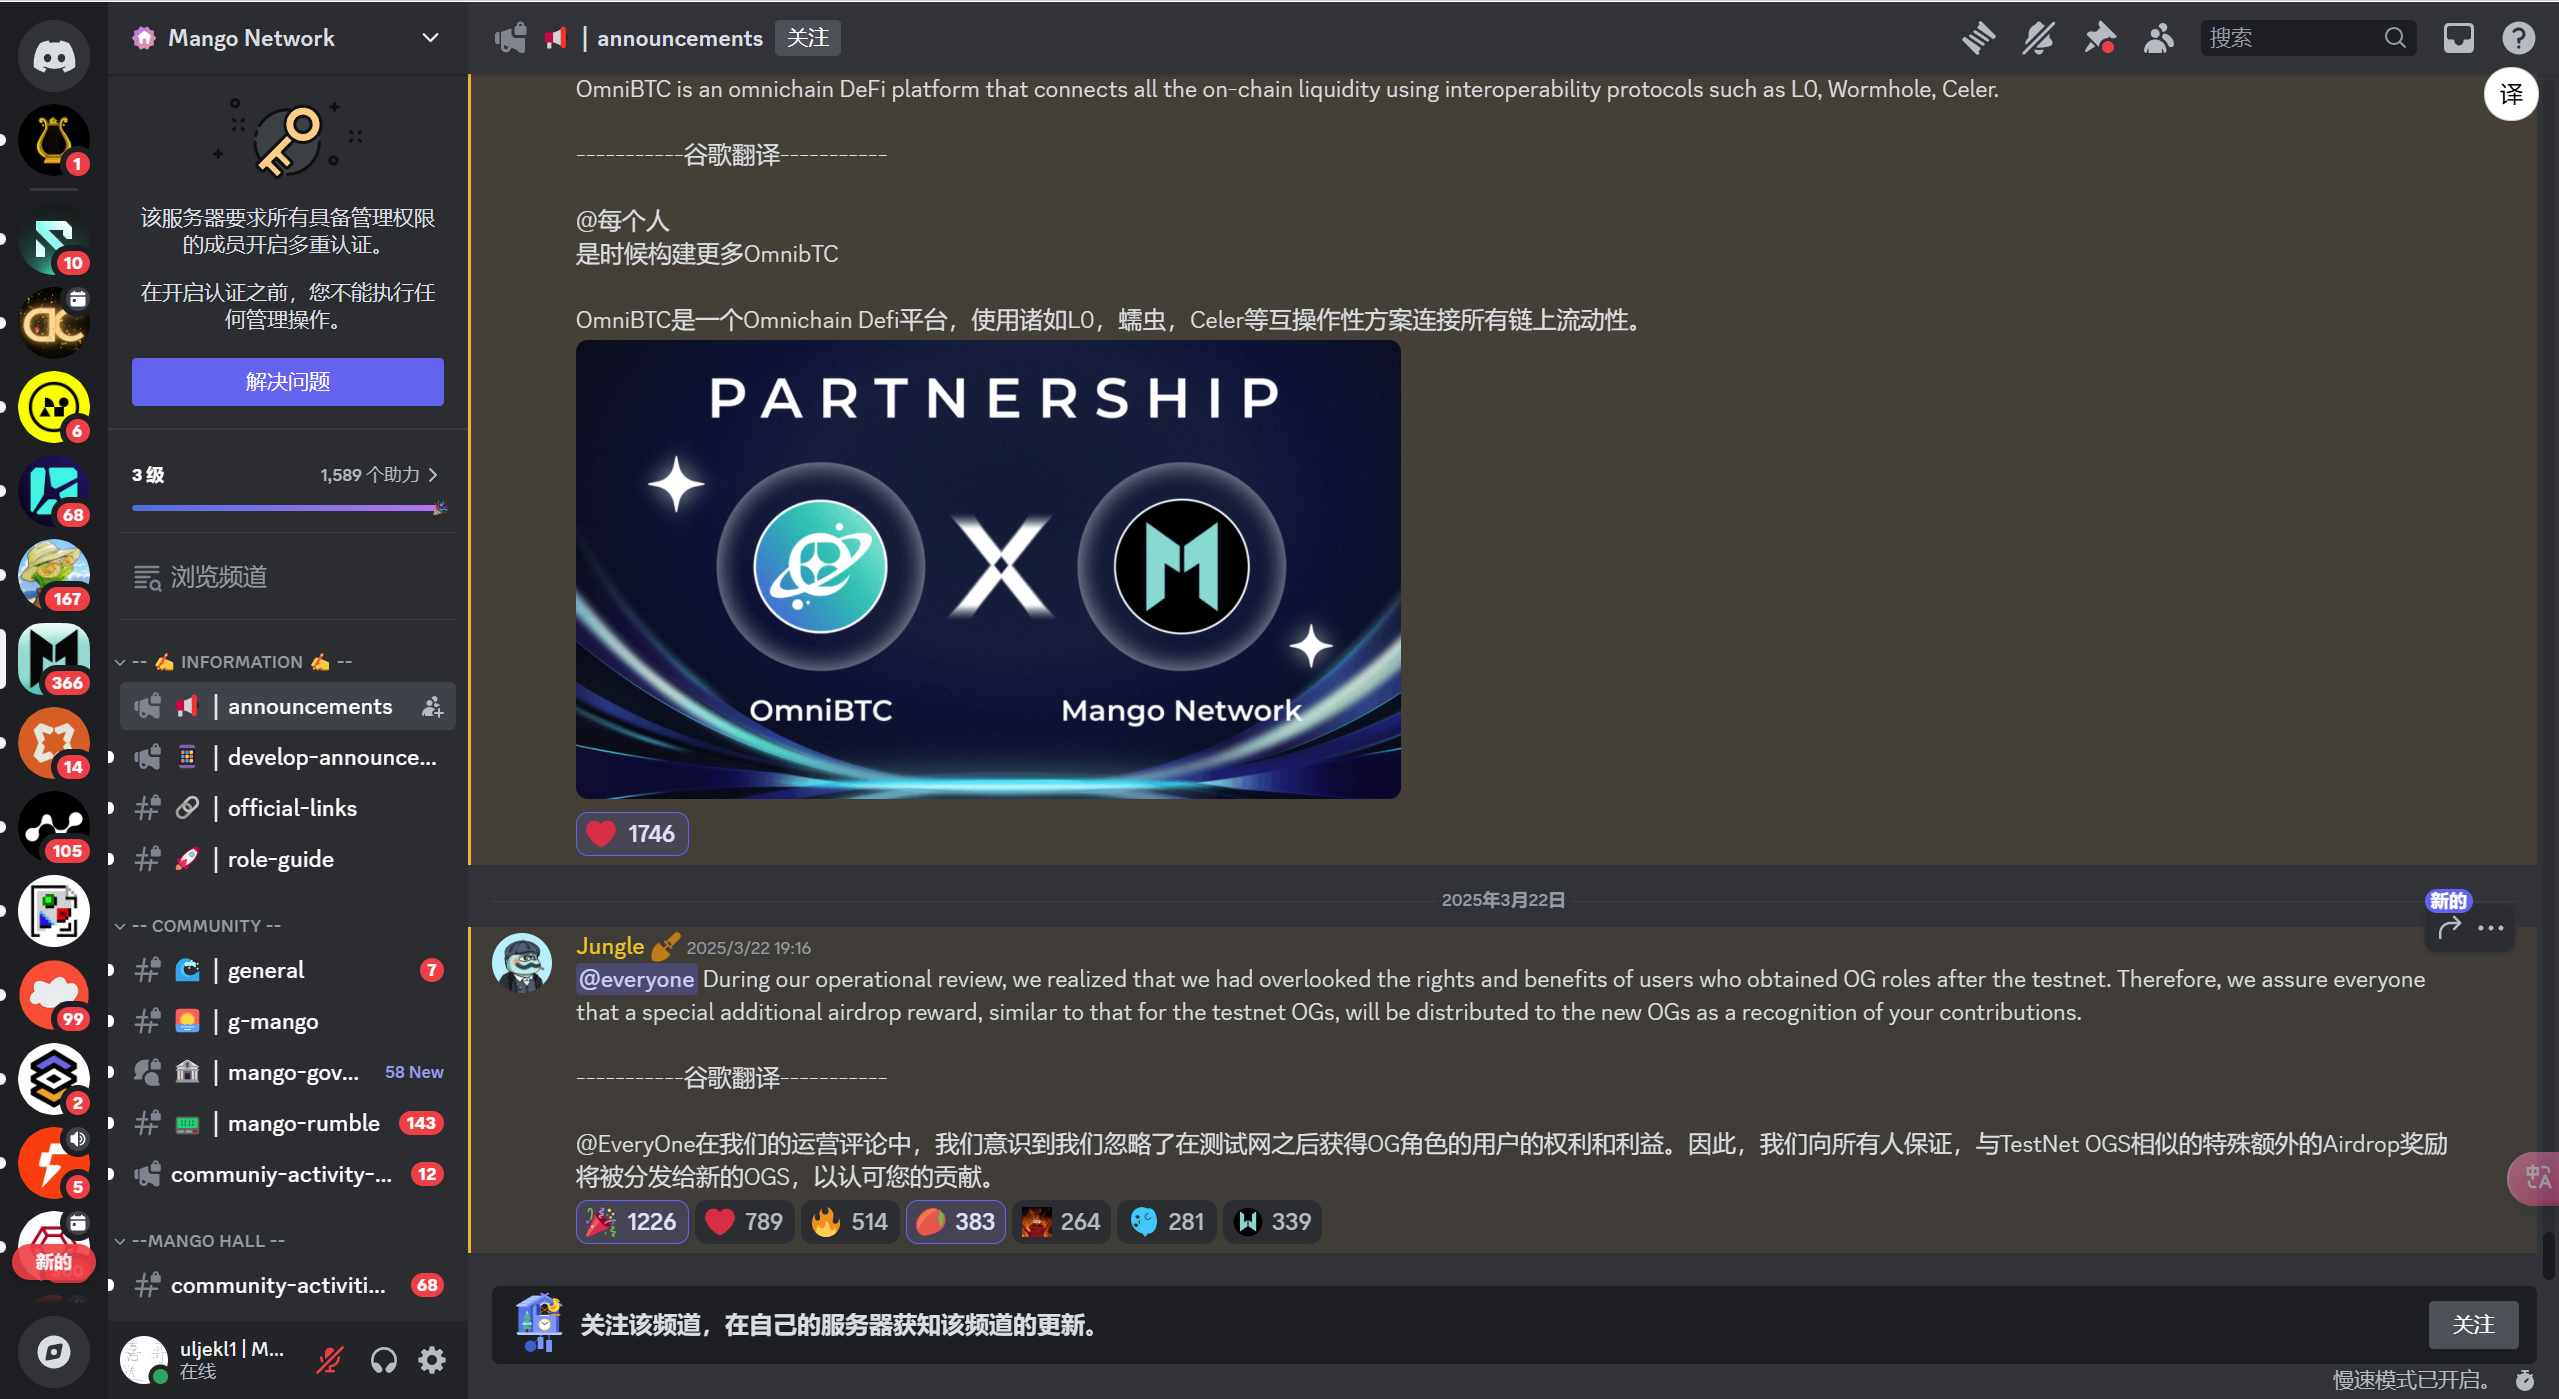 Mango Network
该服务器要求所有具备管理权限
的成员开启多重认证。
在开启认证之前，您不能执行任
何管理操作。
解决问题
3 级
1,589 个助力
浏览频道
-- ✍️ INFORMATION ✍️ --
| announcements
| develop-announce...
| official-links
| role-guide
-- COMMUNITY --
| general 7
| g-mango
| mango-gov... 58 New
| mango-rumble 143
communiy-activity-... 12
--MANGO HALL --
community-activiti... 68
uljekl1 | M...
在线
1
10
6
68
167
366
14
105
99
2
5
新的
| announcements 关注
搜索
译
OmniBTC is an omnichain DeFi platform that connects all the on-chain liquidity using interoperability protocols such as L0, Wormhole, Celer.
-----------谷歌翻译-----------
@每个人
是时候构建更多OmnibTC
OmniBTC是一个Omnichain Defi平台，使用诸如L0，蠕虫，Celer等互操作性方案连接所有链上流动性。
PARTNERSHIP
X
OmniBTC
Mango Network
❤️ 1746
2025年3月22日
新的
Jungle 2025/3/22 19:16
@everyone During our operational review, we realized that we had overlooked the rights and benefits of users who obtained OG roles after the testnet. Therefore, we assure everyone
that a special additional airdrop reward, similar to that for the testnet OGs, will be distributed to the new OGs as a recognition of your contributions.
-----------谷歌翻译-----------
@EveryOne在我们的运营评论中，我们意识到我们忽略了在测试网之后获得OG角色的用户的权利和利益。因此，我们向所有人保证，与TestNet OGS相似的特殊额外的Airdrop奖励
将被分发给新的OGS，以认可您的贡献。
1226 789 514 383 264 281 339
关注该频道，在自己的服务器获知该频道的更新。
关注
慢速模式已开启。